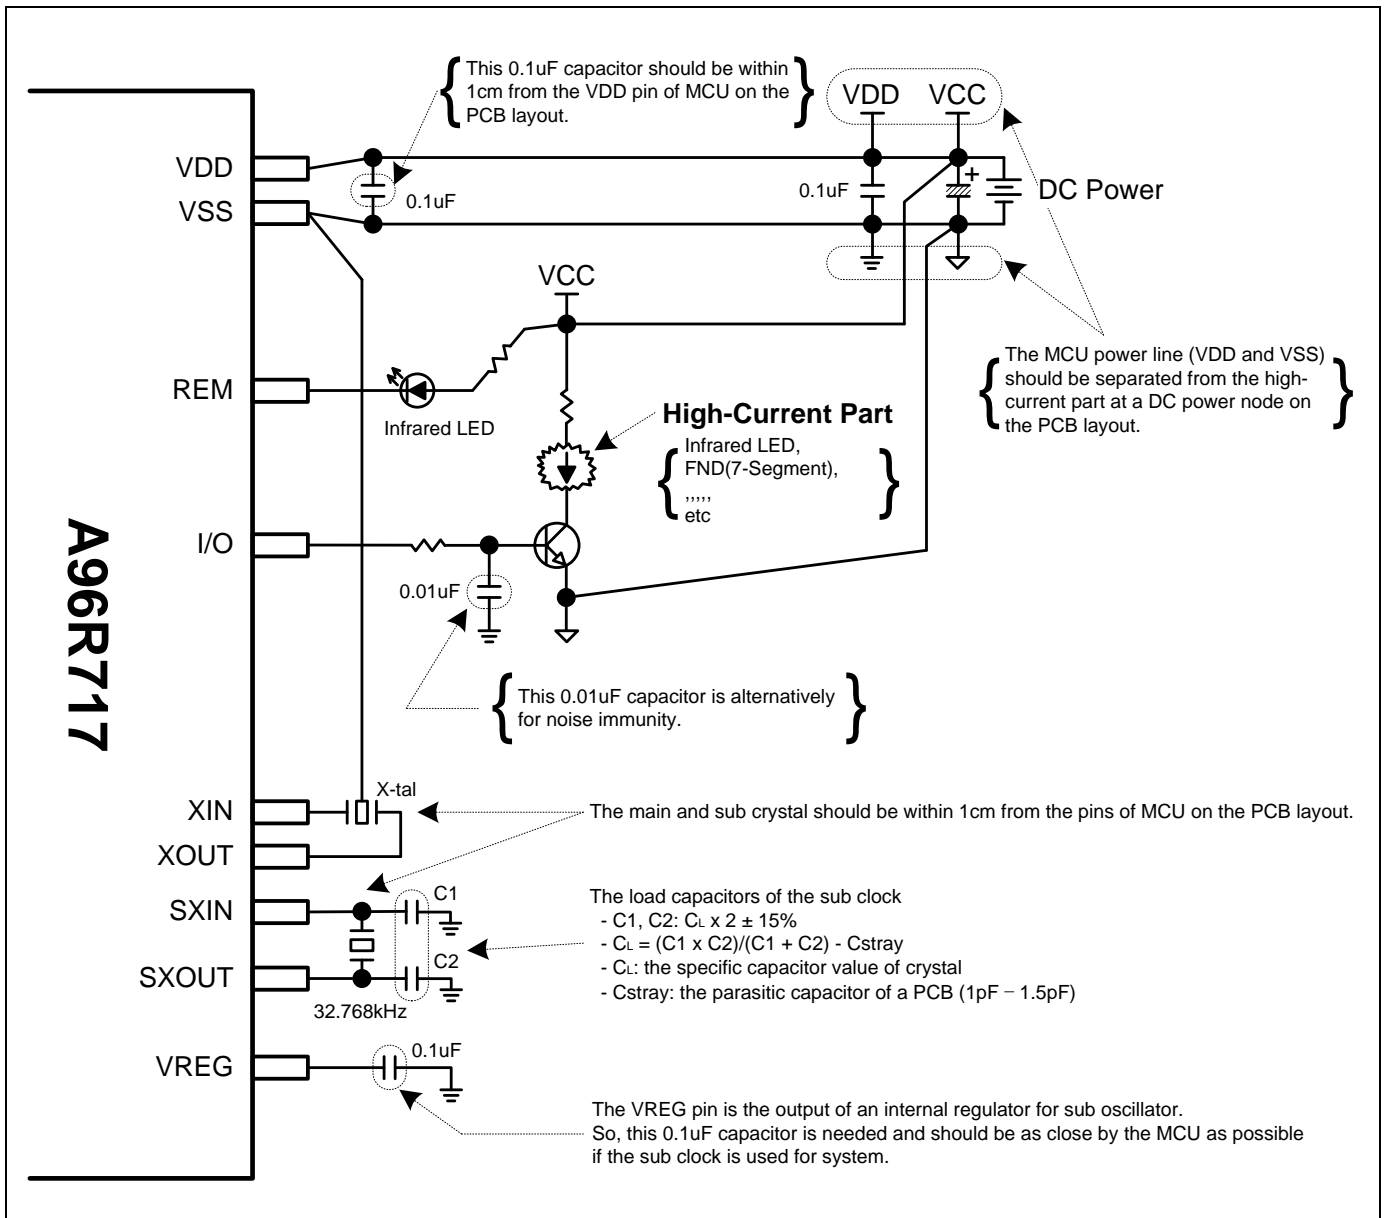 This 0.1uF capacitor should be within
1cm from the VDD pin of MCU on the
PCB layout.
VDD
VCC
VDD
VSS
0.1uF
0.1uF
+
DC Power
VCC
REM
Infrared LED
The MCU power line (VDD and VSS)
should be separated from the high-
current part at a DC power node on
the PCB layout.
High-Current Part
Infrared LED,
FND(7-Segment),
,,,,,
etc
I/O
0.01uF
A96R717
This 0.01uF capacitor is alternatively
for noise immunity.
XIN
X-tal
The main and sub crystal should be within 1cm from the pins of MCU on the PCB layout.
XOUT
SXIN
C1
The load capacitors of the sub clock
- C1, C2: CL x 2 ± 15%
- CL = (C1 x C2)/(C1 + C2) - Cstray
- CL: the specific capacitor value of crystal
- Cstray: the parasitic capacitor of a PCB (1pF – 1.5pF)
C2
SXOUT
32.768kHz
VREG
0.1uF
The VREG pin is the output of an internal regulator for sub oscillator.
So, this 0.1uF capacitor is needed and should be as close by the MCU as possible
if the sub clock is used for system.